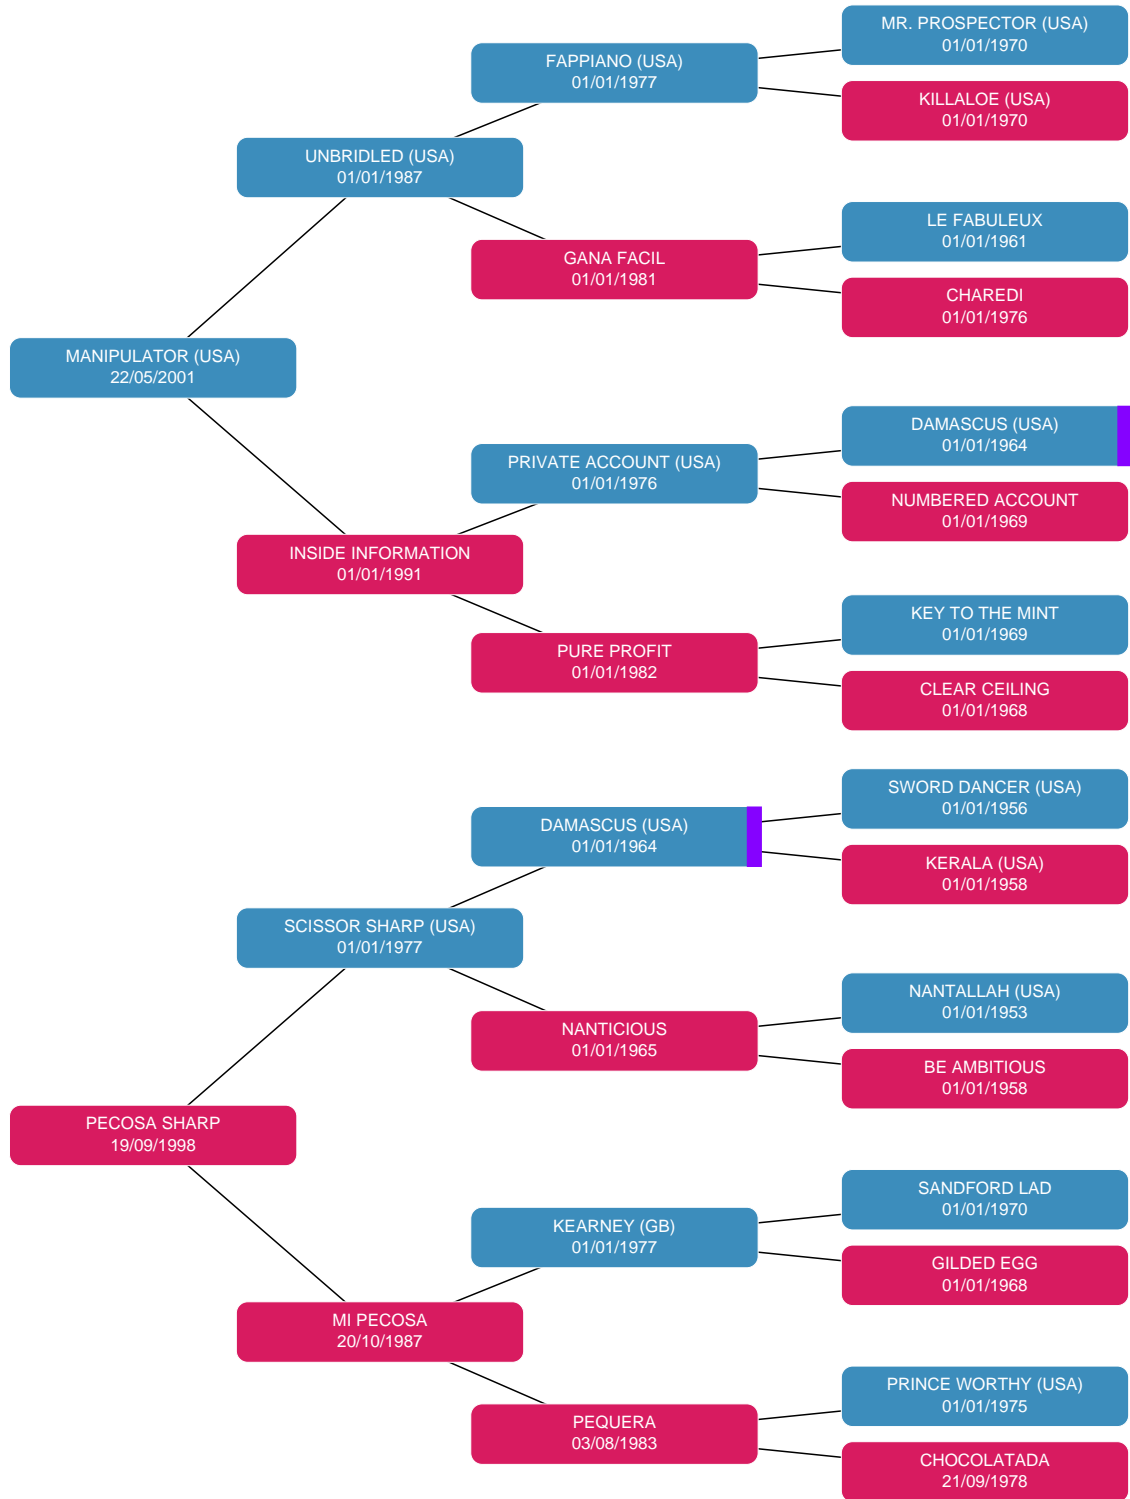 MR. PROSPECTOR (USA)
01/01/1970
FAPPIANO (USA)
01/01/1977
KILLALOE (USA)
01/01/1970
UNBRIDLED (USA)
01/01/1987
LE FABULEUX
01/01/1961
GANA FACIL
01/01/1981
CHAREDI
01/01/1976
MANIPULATOR (USA)
22/05/2001
DAMASCUS (USA)
01/01/1964
PRIVATE ACCOUNT (USA)
01/01/1976
NUMBERED ACCOUNT
01/01/1969
INSIDE INFORMATION
01/01/1991
KEY TO THE MINT
01/01/1969
PURE PROFIT
01/01/1982
CLEAR CEILING
01/01/1968
SWORD DANCER (USA)
01/01/1956
DAMASCUS (USA)
01/01/1964
KERALA (USA)
01/01/1958
SCISSOR SHARP (USA)
01/01/1977
NANTALLAH (USA)
01/01/1953
NANTICIOUS
01/01/1965
BE AMBITIOUS
01/01/1958
PECOSA SHARP
19/09/1998
SANDFORD LAD
01/01/1970
KEARNEY (GB)
01/01/1977
GILDED EGG
01/01/1968
MI PECOSA
20/10/1987
PRINCE WORTHY (USA)
01/01/1975
PEQUERA
03/08/1983
CHOCOLATADA
21/09/1978